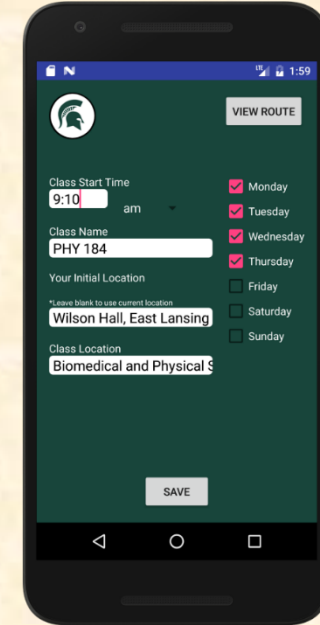 LTE 1:59
VIEW ROUTE
Class Start Time
9:10
am
Class Name
PHY 184
Your Initial Location
*Leave blank to use current location
Wilson Hall, East Lansing
Class Location
Biomedical and Physical S
Monday
Tuesday
Wednesday
Thursday
Friday
Saturday
Sunday
SAVE